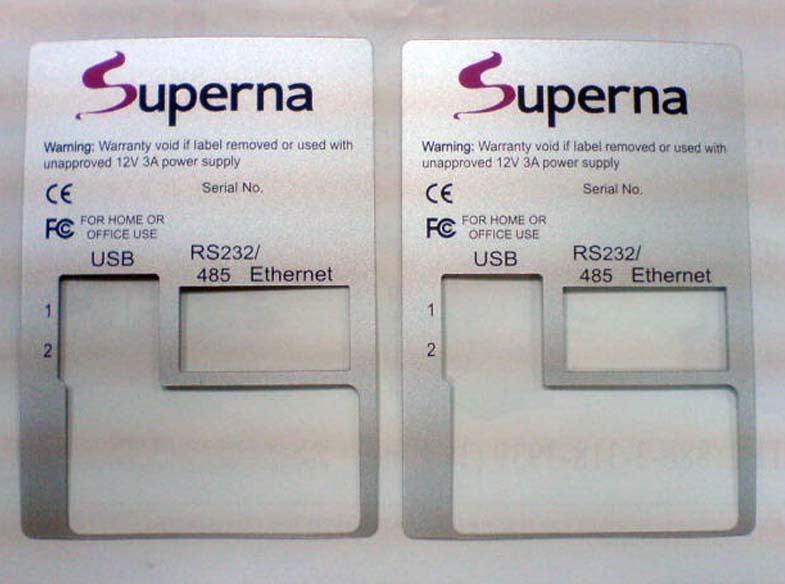 Superna
Warning: Warranty void if label removed or used with
unapproved 12V 3A power supply
CE Serial No.
FC FOR HOME OR
OFFICE USE
USB RS232/
485 Ethernet
1
2
Superna
Warning: Warranty void if label removed or used with
unapproved 12V 3A power supply
CE Serial No.
FC FOR HOME OR
OFFICE USE
USB RS232/
485 Ethernet
1
2